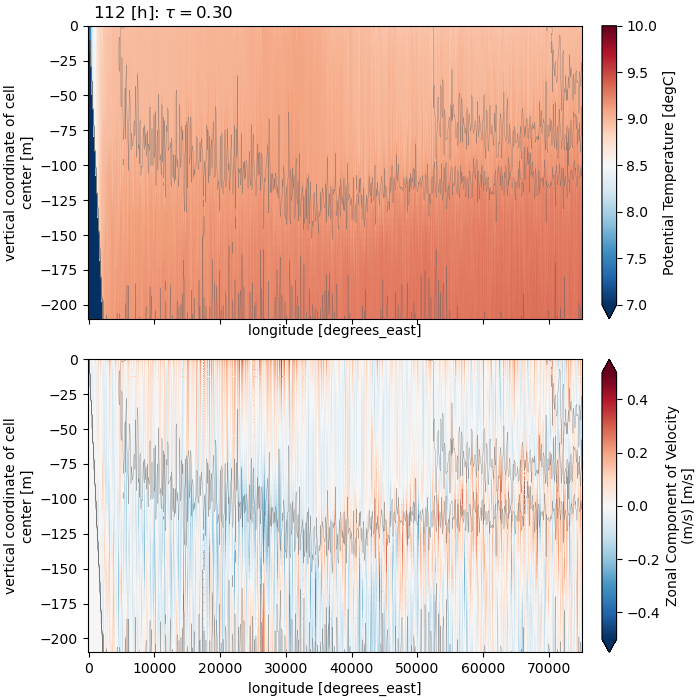 112 [h]: τ = 0.30
0
−25
−50
−75
−100
−125
−150
−175
−200
vertical coordinate of cell
center [m]
longitude [degrees_east]
10.0
9.5
9.0
8.5
8.0
7.5
7.0
Potential Temperature [degC]
0
−25
−50
−75
−100
−125
−150
−175
−200
vertical coordinate of cell
center [m]
0 10000 20000 30000 40000 50000 60000 70000
longitude [degrees_east]
0.4
0.2
0.0
−0.2
−0.4
Zonal Component of Velocity
(m/s) [m/s]